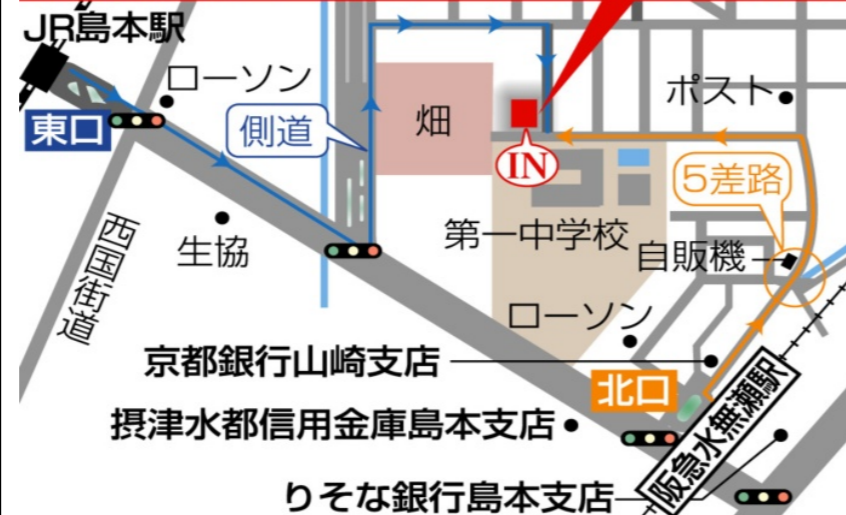 JR島本駅
ローソン
東口
側道
畑
ポスト
IN
5差路
西国街道
生協
第一中学校
自販機
ローソン
京都銀行山崎支店
北口
摂津水都信用金庫島本支店
阪急水無瀬駅
りそな銀行島本支店